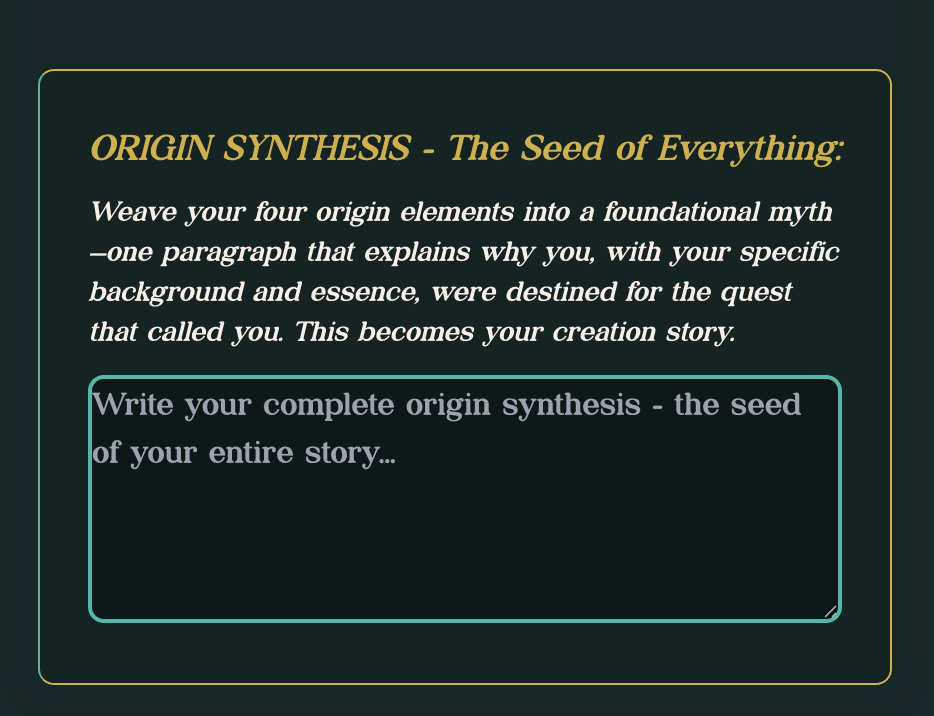 ORIGIN SYNTHESIS - The Seed of Everything:
Weave your four origin elements into a foundational myth
—one paragraph that explains why you, with your specific
background and essence, were destined for the quest
that called you. This becomes your creation story.
Write your complete origin synthesis - the seed
of your entire story...